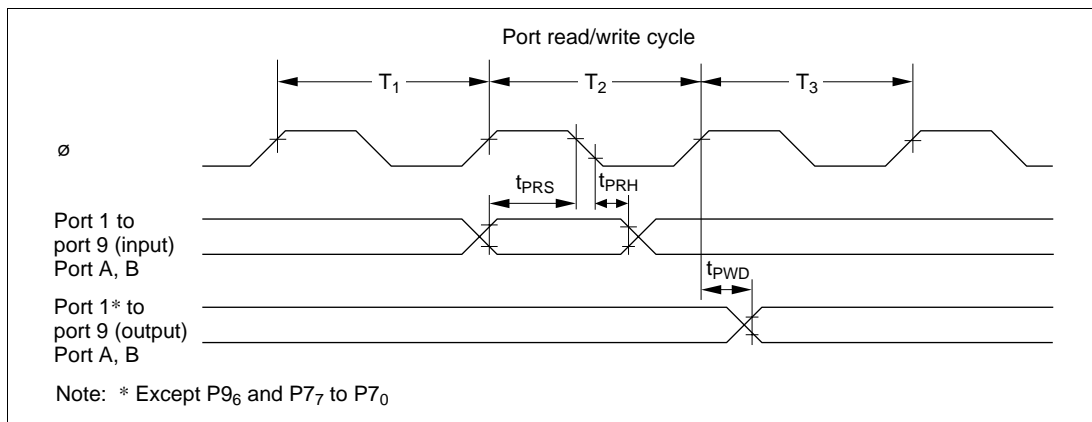 Port read/write cycle
T1 T2 T3
ø
tPRS tPRH
Port 1 to
port 9 (input)
Port A, B
tPWD
Port 1* to
port 9 (output)
Port A, B
Note: * Except P96 and P77 to P70